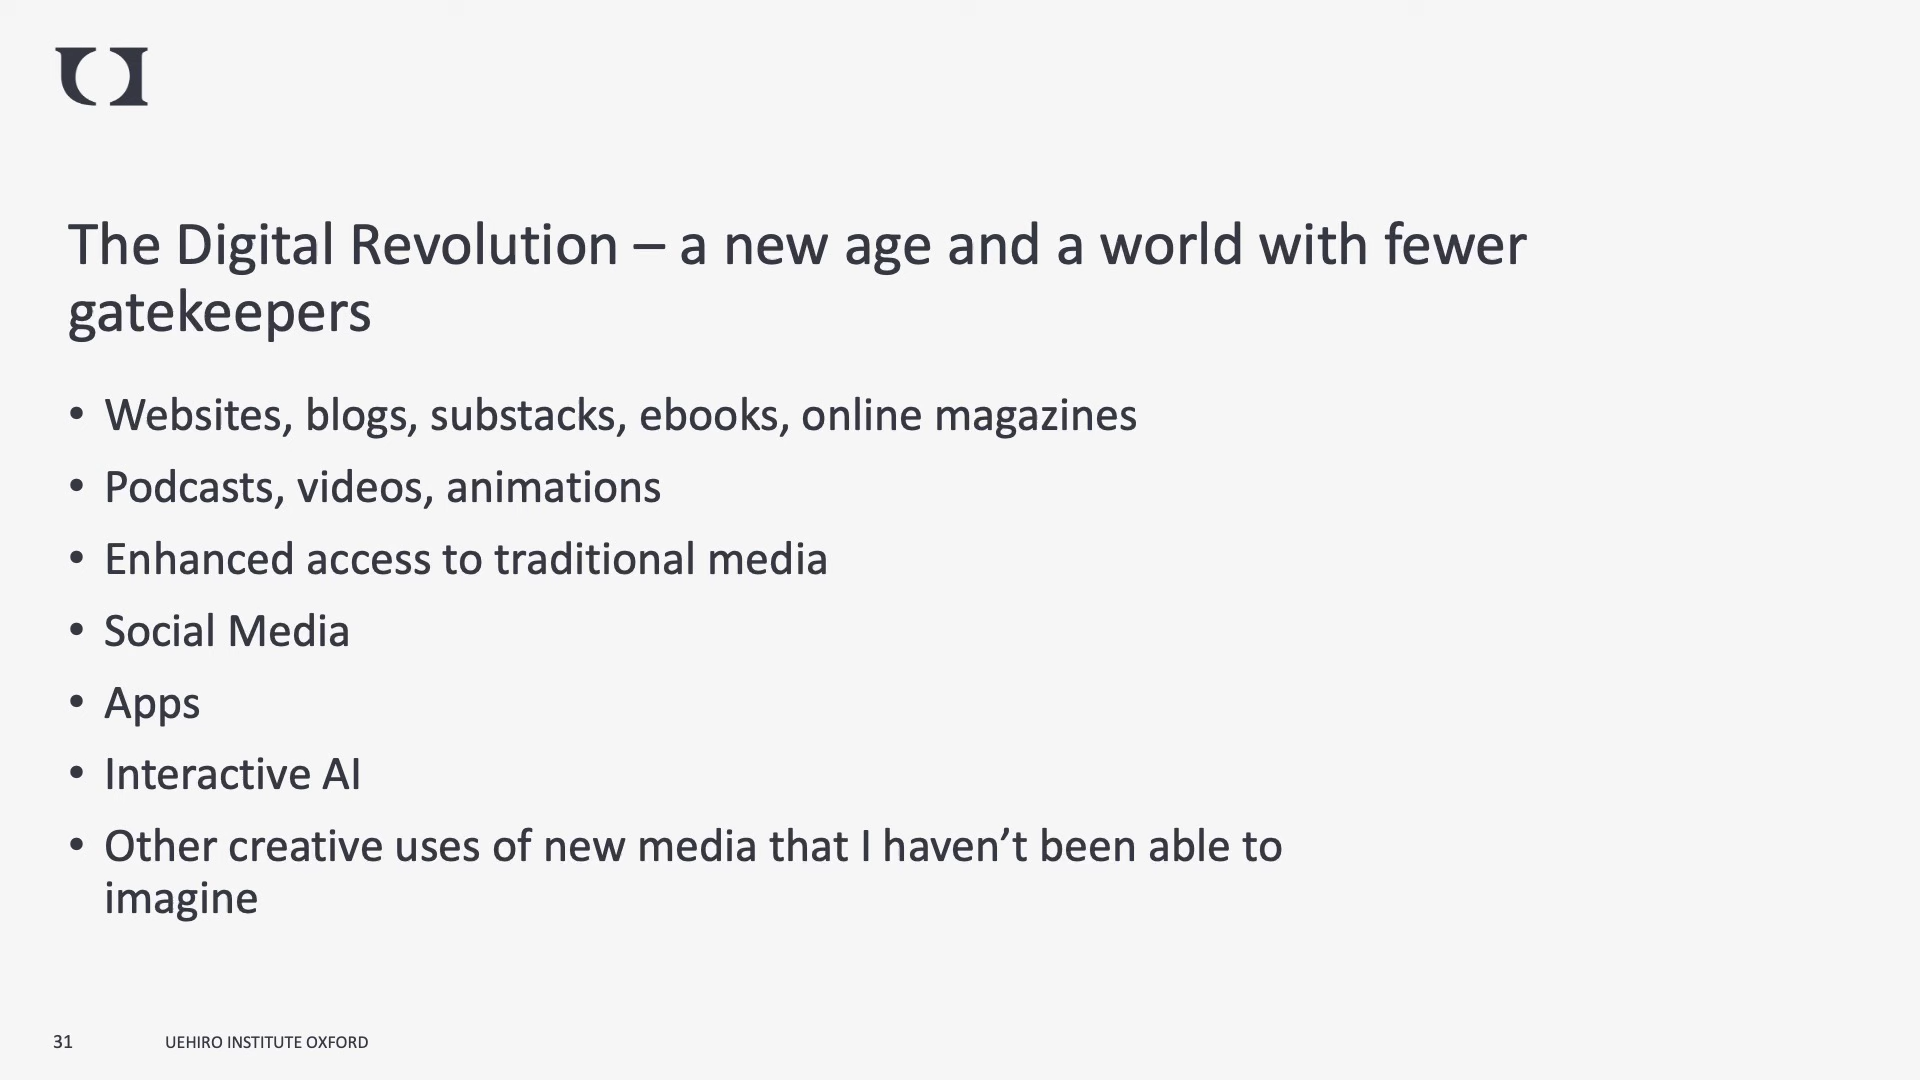 The Digital Revolution – a new age and a world with fewer
gatekeepers
• Websites, blogs, substacks, ebooks, online magazines
• Podcasts, videos, animations
• Enhanced access to traditional media
• Social Media
• Apps
• Interactive AI
• Other creative uses of new media that I haven’t been able to
imagine
31 UEHIRO INSTITUTE OXFORD